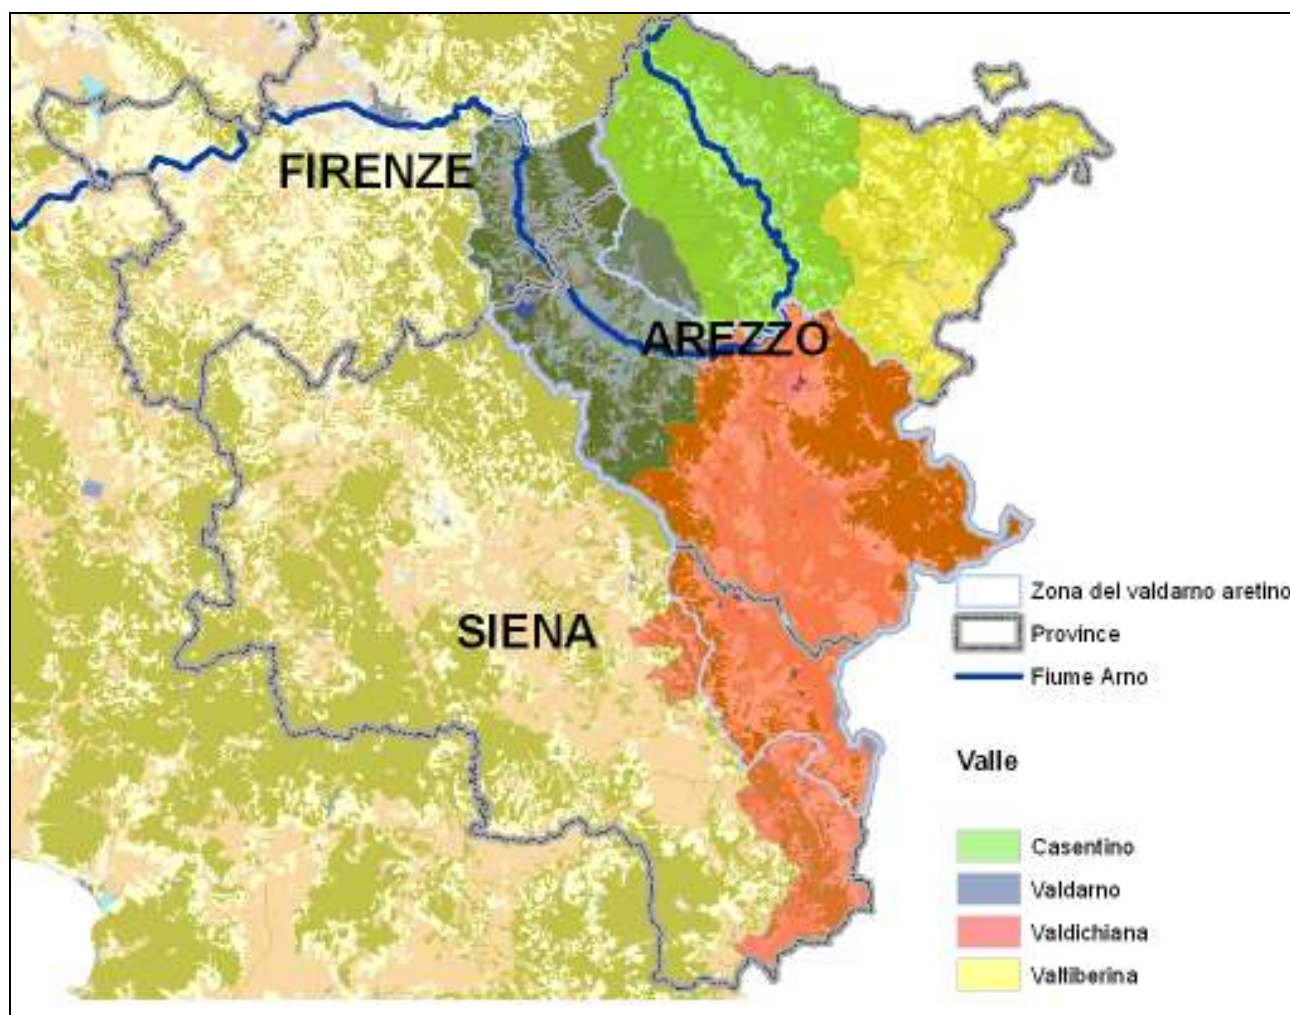 FIRENZE
AREZZO
SIENA
Zona del valdarno aretino
Province
Fiume Arno
Valle
Casentino
Valdarno
Valdichiana
Valtiberina